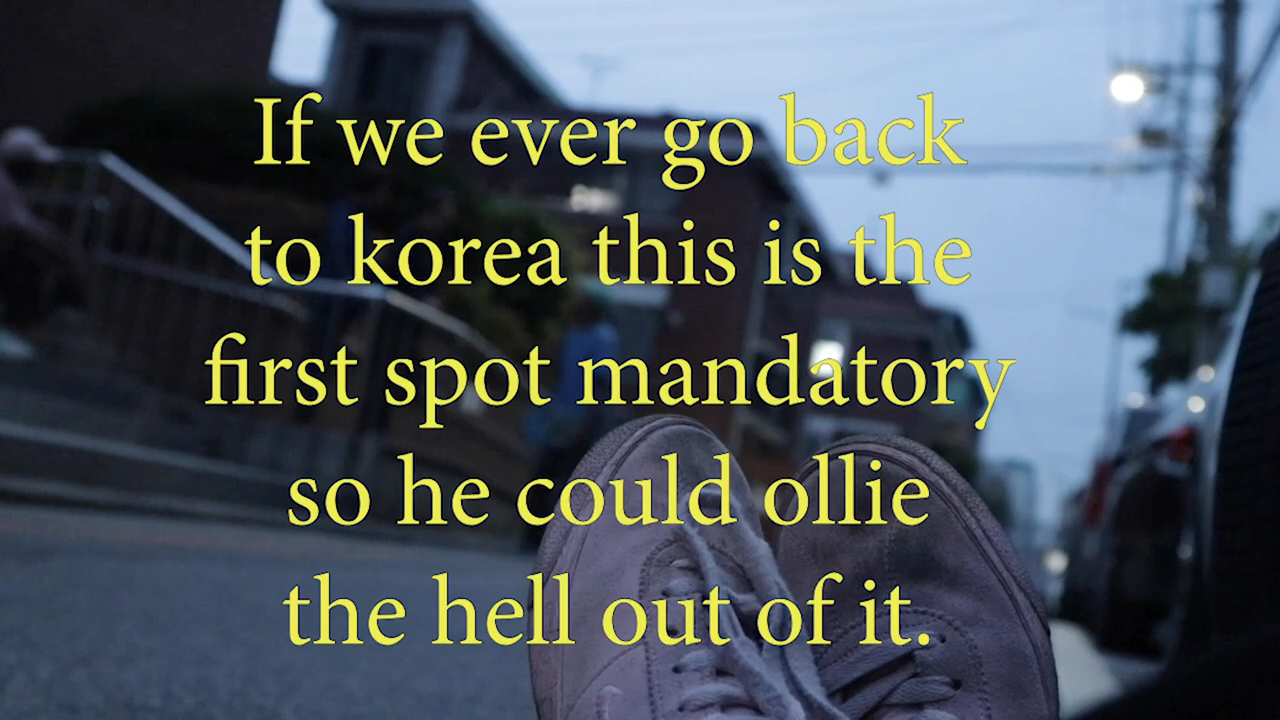 If we ever go back
to korea this is the
first spot mandatory
so he could ollie
the hell out of it.